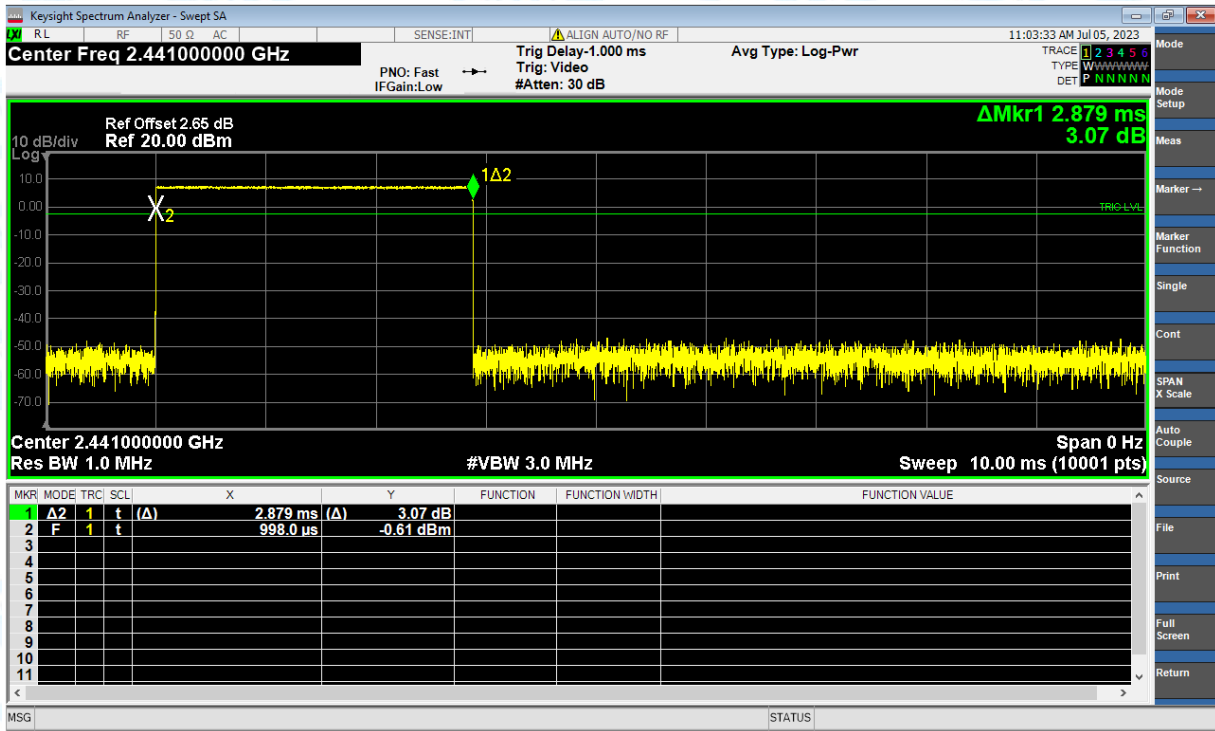 Keysight Spectrum Analyzer - Swept SA
LXI RL RF 50 Ω AC SENSE:INT ALIGN AUTO/NO RF 11:03:33 AM Jul 05, 2023
Center Freq 2.441000000 GHz
PNO: Fast
IFGain:Low
Trig Delay-1.000 ms
Trig: Video
#Atten: 30 dB
Avg Type: Log-Pwr
TRACE 1 2 3 4 5 6
TYPE WWWWWW
DET P N N N N N
ΔMkr1 2.879 ms
3.07 dB
Ref Offset 2.65 dB
10 dB/div Ref 20.00 dBm
Log
10.0
0.00
-10.0
-20.0
-30.0
-40.0
-50.0
-60.0
-70.0
1Δ2
2
TRIG LVL
Center 2.441000000 GHz Span 0 Hz
Res BW 1.0 MHz #VBW 3.0 MHz Sweep 10.00 ms (10001 pts)
MKR MODE TRC SCL X Y FUNCTION FUNCTION WIDTH FUNCTION VALUE
1 Δ2 1 t (Δ) 2.879 ms (Δ) 3.07 dB
2 F 1 t 998.0 µs -0.61 dBm
3
4
5
6
7
8
9
10
11
MSG STATUS
Mode
Mode
Setup
Meas
Marker→
Marker
Function
Single
Cont
SPAN
X Scale
Auto
Couple
Source
File
Print
Full
Screen
Return